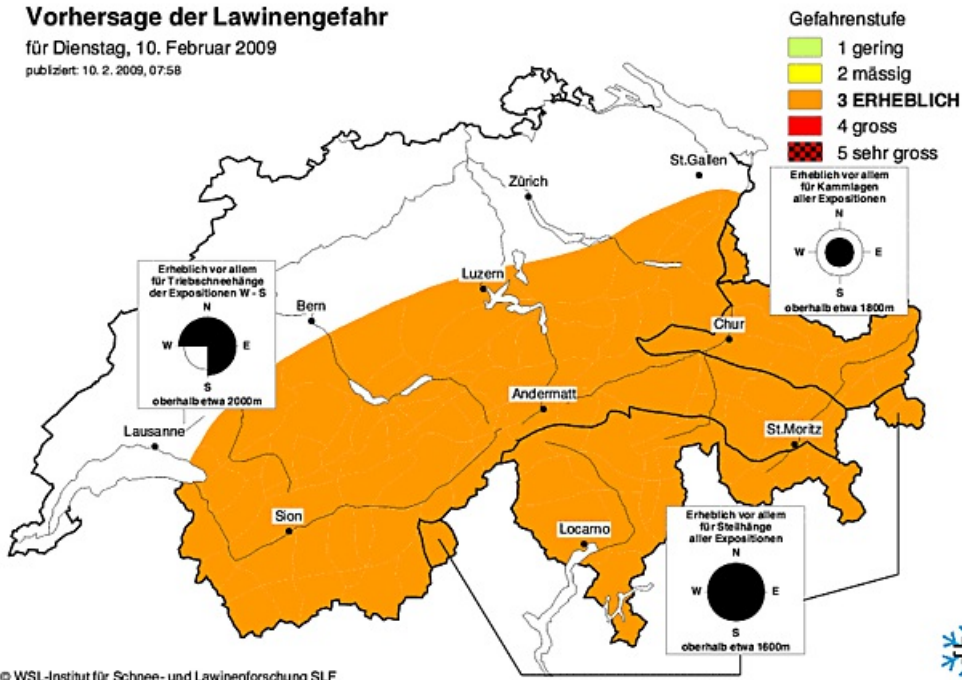 Vorhersage der Lawinengefahr
für Dienstag, 10. Februar 2009
publiziert: 10. 2. 2009, 07:58
Gefahrenstufe
1 gering
2 mässig
3 ERHEBLICH
4 gross
5 sehr gross
St.Gallen
Zürich
Erheblich vor allem
für Kammlagen
aller Expositionen
N
W E
S
oberhalb etwa 1800m
Erheblich vor allem
für Triebschneehänge
der Expositionen W - S
N
W E
S
oberhalb etwa 2000m
Luzern
Bern
Chur
Andermatt
Lausanne
St.Moritz
Sion
Locarno
Erheblich vor allem
für Steilhänge
aller Expositionen
N
W E
S
oberhalb etwa 1600m
© WSL-Institut für Schnee- und Lawinenforschung SLF